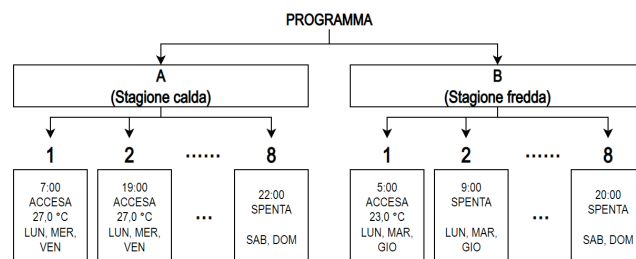 PROGRAMMA
A
(Stagione calda)
B
(Stagione fredda)
1
2
......
8
1
2
......
8
7:00
ACCESA
27,0 °C
LUN, MER,
VEN
19:00
ACCESA
27,0 °C
LUN, MER,
VEN
...
22:00
SPENTA
SAB, DOM
5:00
ACCESA
23,0 °C
LUN, MAR,
GIO
9:00
SPENTA
LUN, MAR,
GIO
...
20:00
SPENTA
SAB, DOM